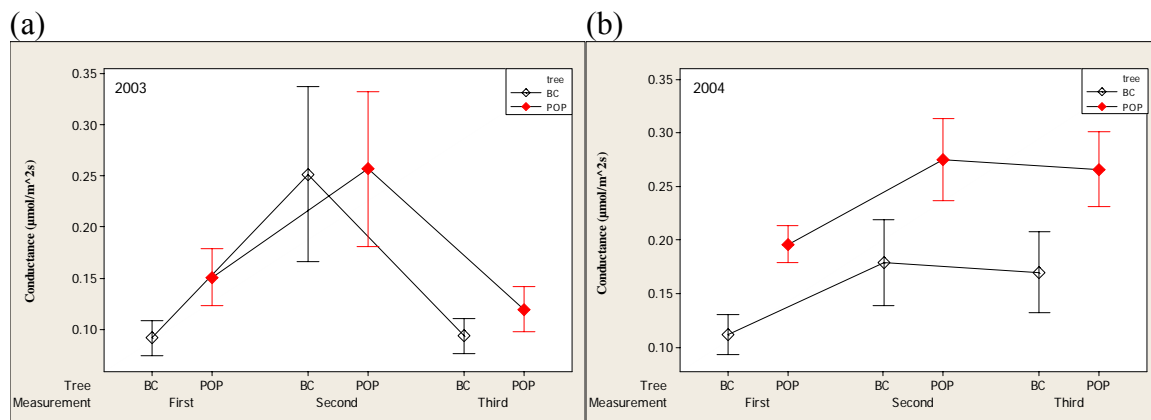 (a)
2003
tree
BC
POP
0.35
0.30
0.25
0.20
0.15
0.10
Conductance (µmol/m^2s)
Tree BC POP BC POP BC POP
Measurement First Second Third
(b)
2004
tree
BC
POP
0.35
0.30
0.25
0.20
0.15
0.10
Conductance (µmol/m^2s)
Tree BC POP BC POP BC POP
Measurement First Second Third